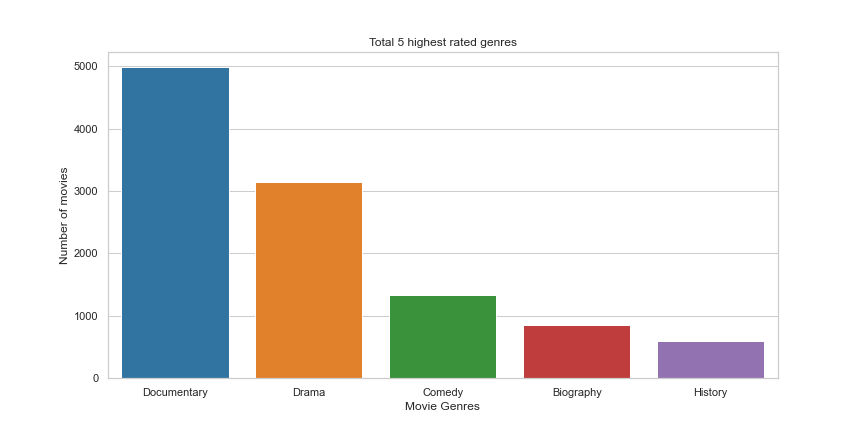 Total 5 highest rated genres
5000
4000
3000
2000
1000
0
Number of movies
Documentary Drama Comedy Biography History
Movie Genres